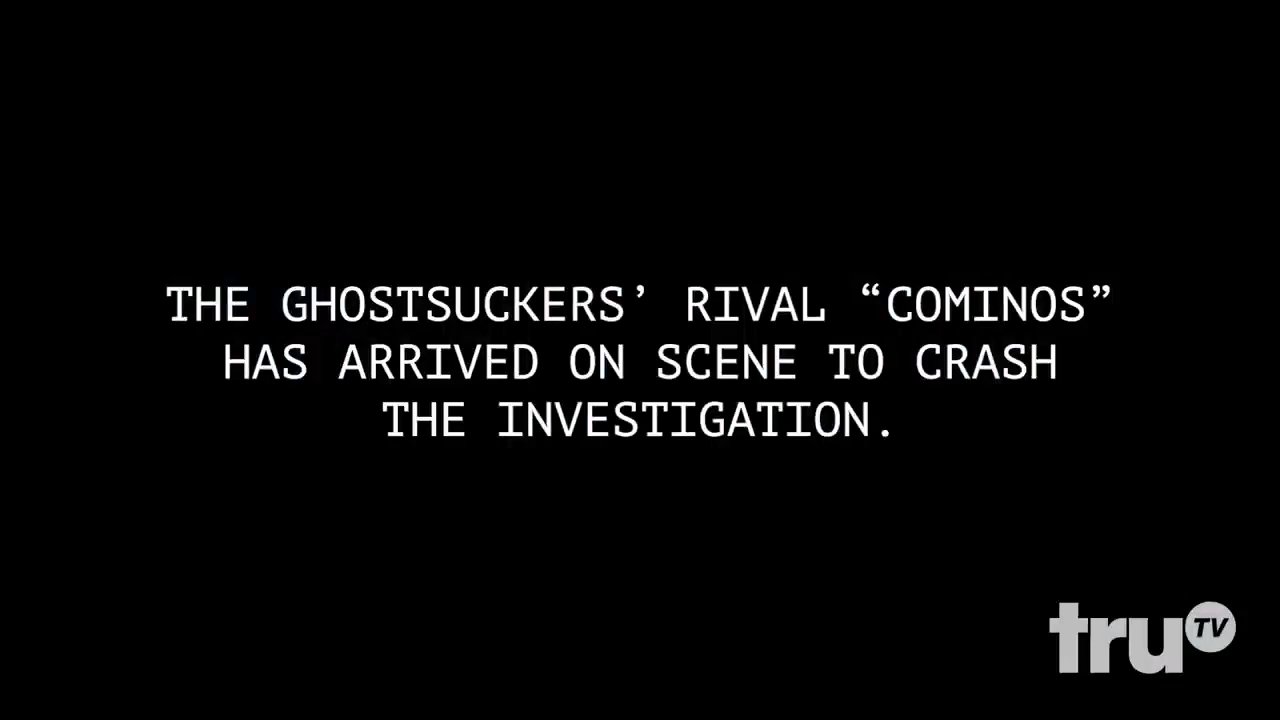 THE GHOSTSUCKERS’ RIVAL “COMINOS”
HAS ARRIVED ON SCENE TO CRASH
THE INVESTIGATION.
truTV